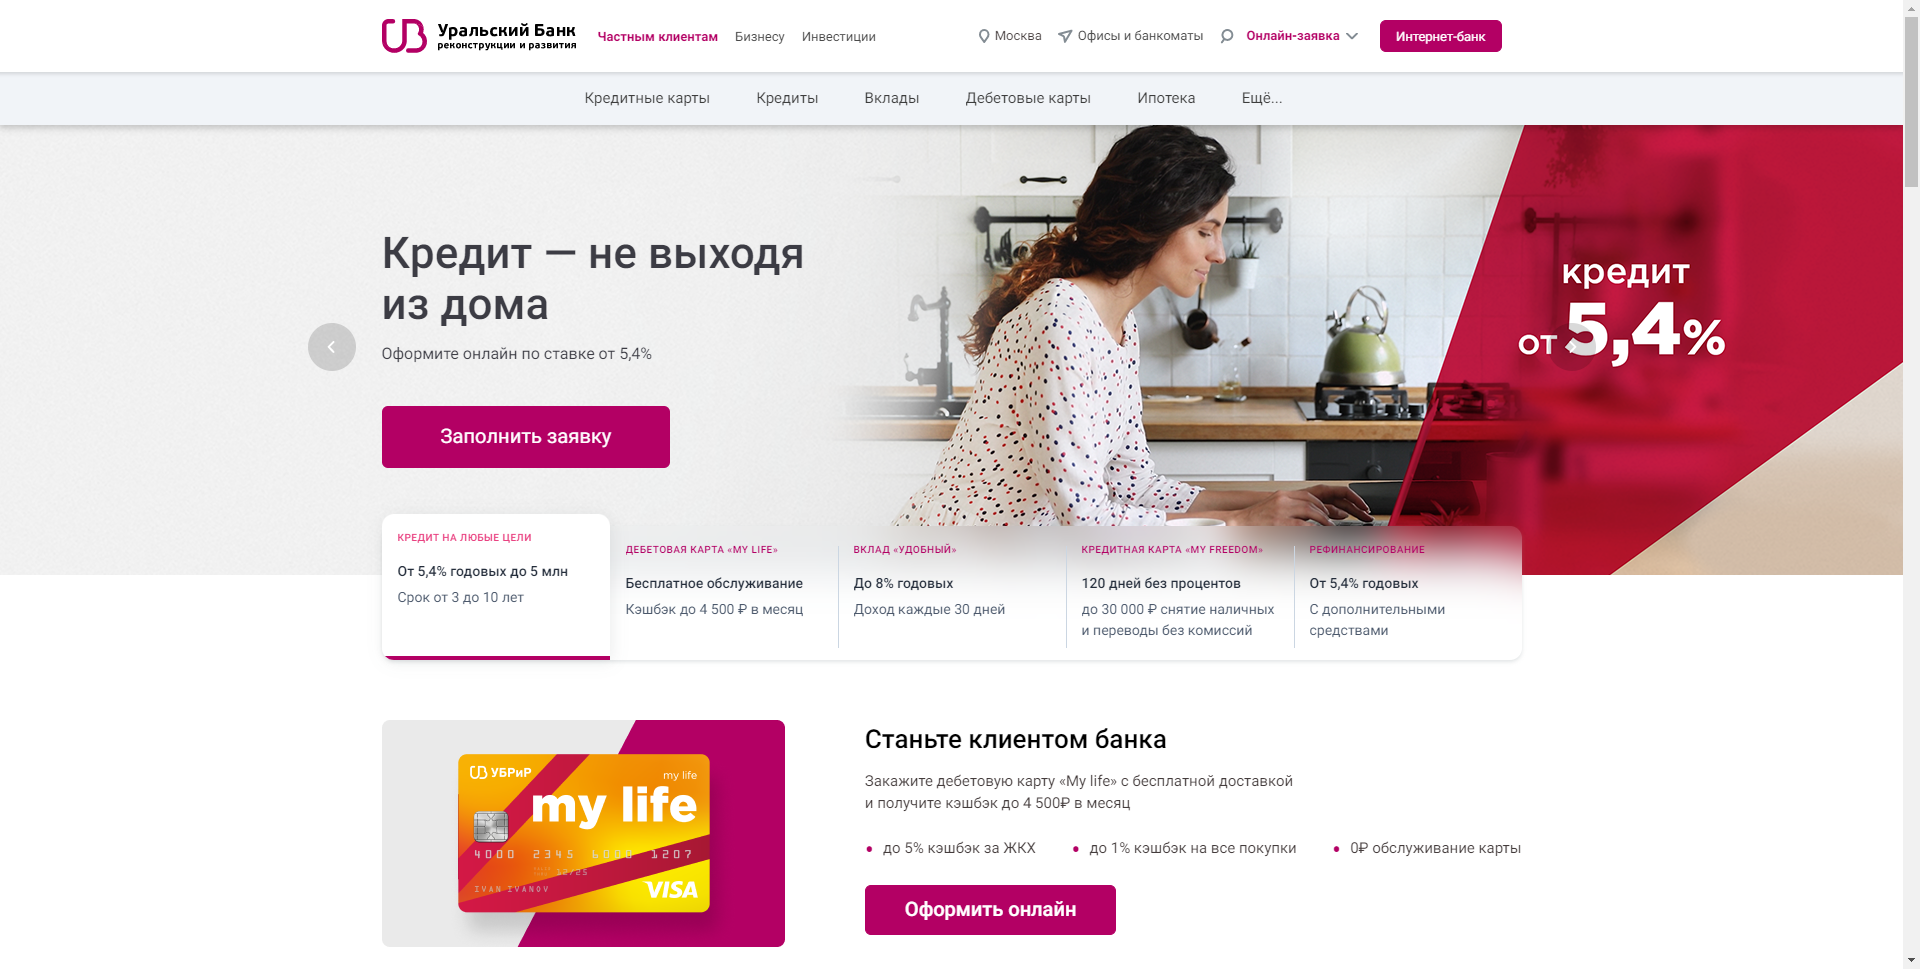 Уральский Банк
реконструкции и развития
Частным клиентам
Бизнесу
Инвестиции
Москва
Офисы и банкоматы
Онлайн-заявка
Интернет-банк
Кредитные карты
Кредиты
Вклады
Дебетовые карты
Ипотека
Ещё...
Кредит — не выходя
из дома
Оформите онлайн по ставке от 5,4%
Заполнить заявку
кредит
от 5,4%
КРЕДИТ НА ЛЮБЫЕ ЦЕЛИ
От 5,4% годовых до 5 млн
Срок от 3 до 10 лет
ДЕБЕТОВАЯ КАРТА «MY LIFE»
Бесплатное обслуживание
Кэшбэк до 4 500 ₽ в месяц
ВКЛАД «УДОБНЫЙ»
До 8% годовых
Доход каждые 30 дней
КРЕДИТНАЯ КАРТА «MY FREEDOM»
120 дней без процентов
до 30 000 ₽ снятие наличных
и переводы без комиссий
РЕФИНАНСИРОВАНИЕ
От 5,4% годовых
С дополнительными
средствами
УБРиР
my life
my life
4000 2345 6000 1207
12/25
IVAN IVANOV
VISA
Станьте клиентом банка
Закажите дебетовую карту «My life» с бесплатной доставкой
и получите кэшбэк до 4 500₽ в месяц
до 5% кэшбэк за ЖКХ
до 1% кэшбэк на все покупки
0₽ обслуживание карты
Оформить онлайн